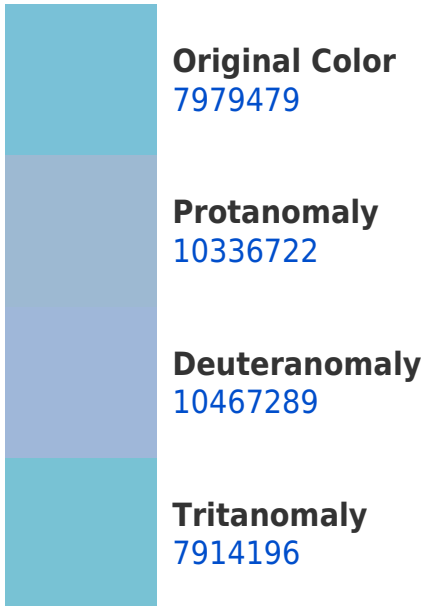 Original Color
7979479
Protanomaly
10336722
Deuteranomaly
10467289
Tritanomaly
7914196